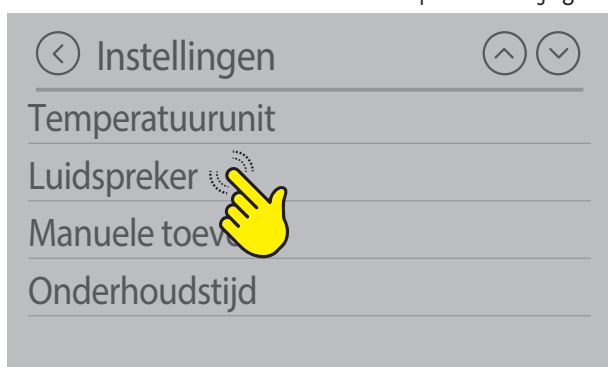 Instellingen
Temperatuurunit
Luidspreker
Manuele
Onderhoudstijd